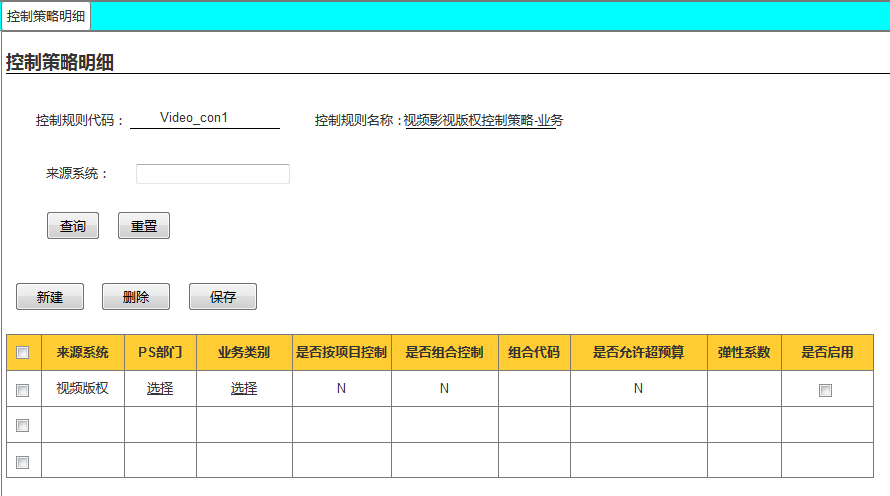 控制策略明细
控制策略明细
控制规则代码： Video_con1 控制规则名称：视频影视版权控制策略-业务
来源系统：
查询 重置
新建 删除 保存
来源系统 PS部门 业务类别 是否按项目控制 是否组合控制 组合代码 是否允许超预算 弹性系数 是否启用
视频版权 选择 选择 N N N